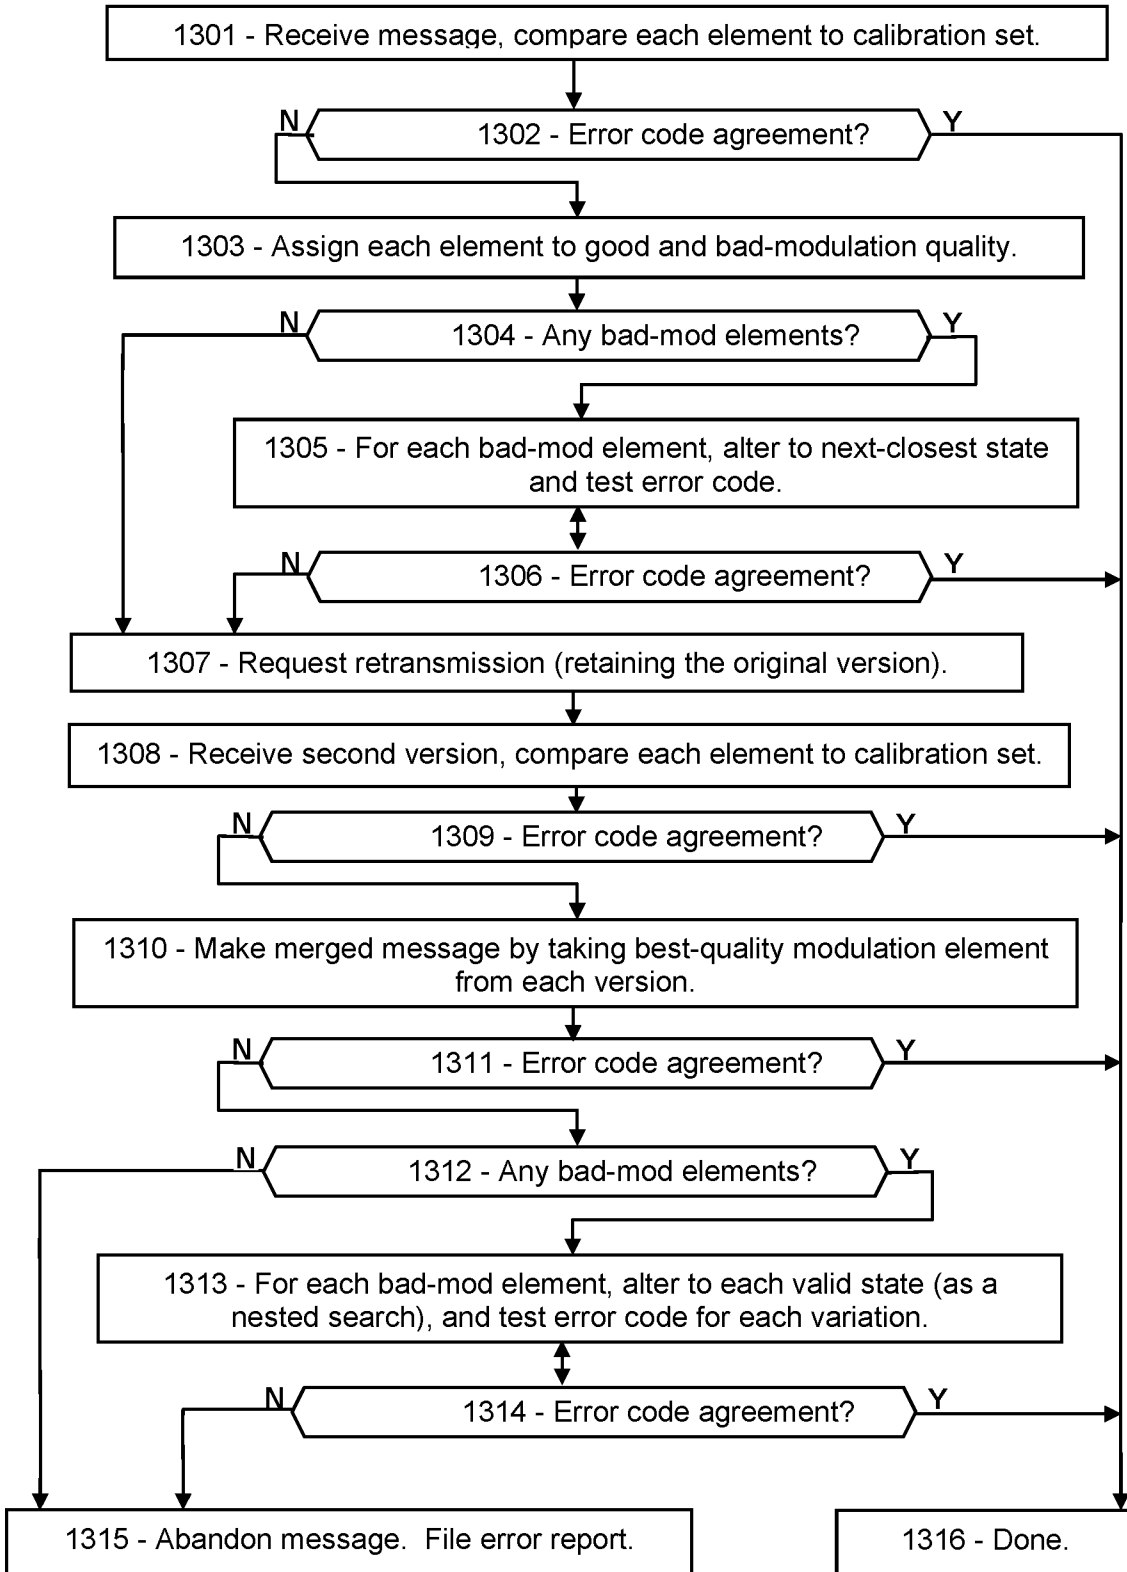 1301 - Receive message, compare each element to calibration set.
N
1302 - Error code agreement?
Y
1303 - Assign each element to good and bad-modulation quality.
N
1304 - Any bad-mod elements?
Y
1305 - For each bad-mod element, alter to next-closest state
and test error code.
N
1306 - Error code agreement?
Y
1307 - Request retransmission (retaining the original version).
1308 - Receive second version, compare each element to calibration set.
N
1309 - Error code agreement?
Y
1310 - Make merged message by taking best-quality modulation element
from each version.
N
1311 - Error code agreement?
Y
N
1312 - Any bad-mod elements?
Y
1313 - For each bad-mod element, alter to each valid state (as a
nested search), and test error code for each variation.
N
1314 - Error code agreement?
Y
1315 - Abandon message.  File error report.
1316 - Done.